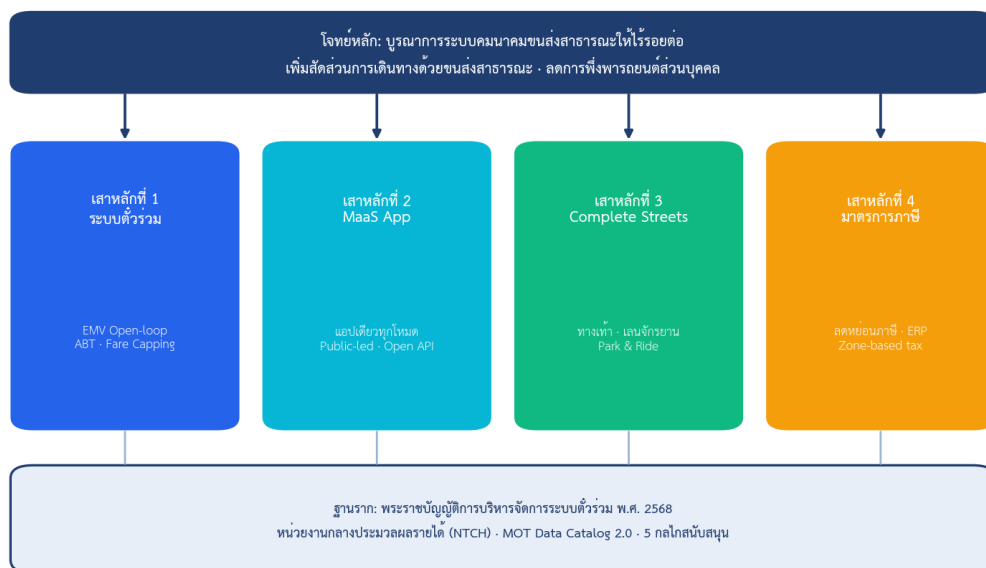 โจทย์หลัก: บูรณาการระบบคมนาคมขนส่งสาธารณะให้ไร้รอยต่อ
เพิ่มสัดส่วนการเดินทางด้วยขนส่งสาธารณะ · ลดการพึ่งพารถยนต์ส่วนบุคคล
เสาหลักที่ 1
ระบบตั๋วร่วม
EMV Open-loop
ABT · Fare Capping
เสาหลักที่ 2
MaaS App
แอปเดียวทุกโหมด
Public-led · Open API
เสาหลักที่ 3
Complete Streets
ทางเท้า · เลนจักรยาน
Park & Ride
เสาหลักที่ 4
มาตรการภาษี
ลดหย่อนภาษี · ERP
Zone-based tax
ฐานราก: พระราชบัญญัติการบริหารจัดการระบบตั๋วร่วม พ.ศ. 2568
หน่วยงานกลางประมวลผลรายได้ (NTCH) · MOT Data Catalog 2.0 · 5 กลไกสนับสนุน